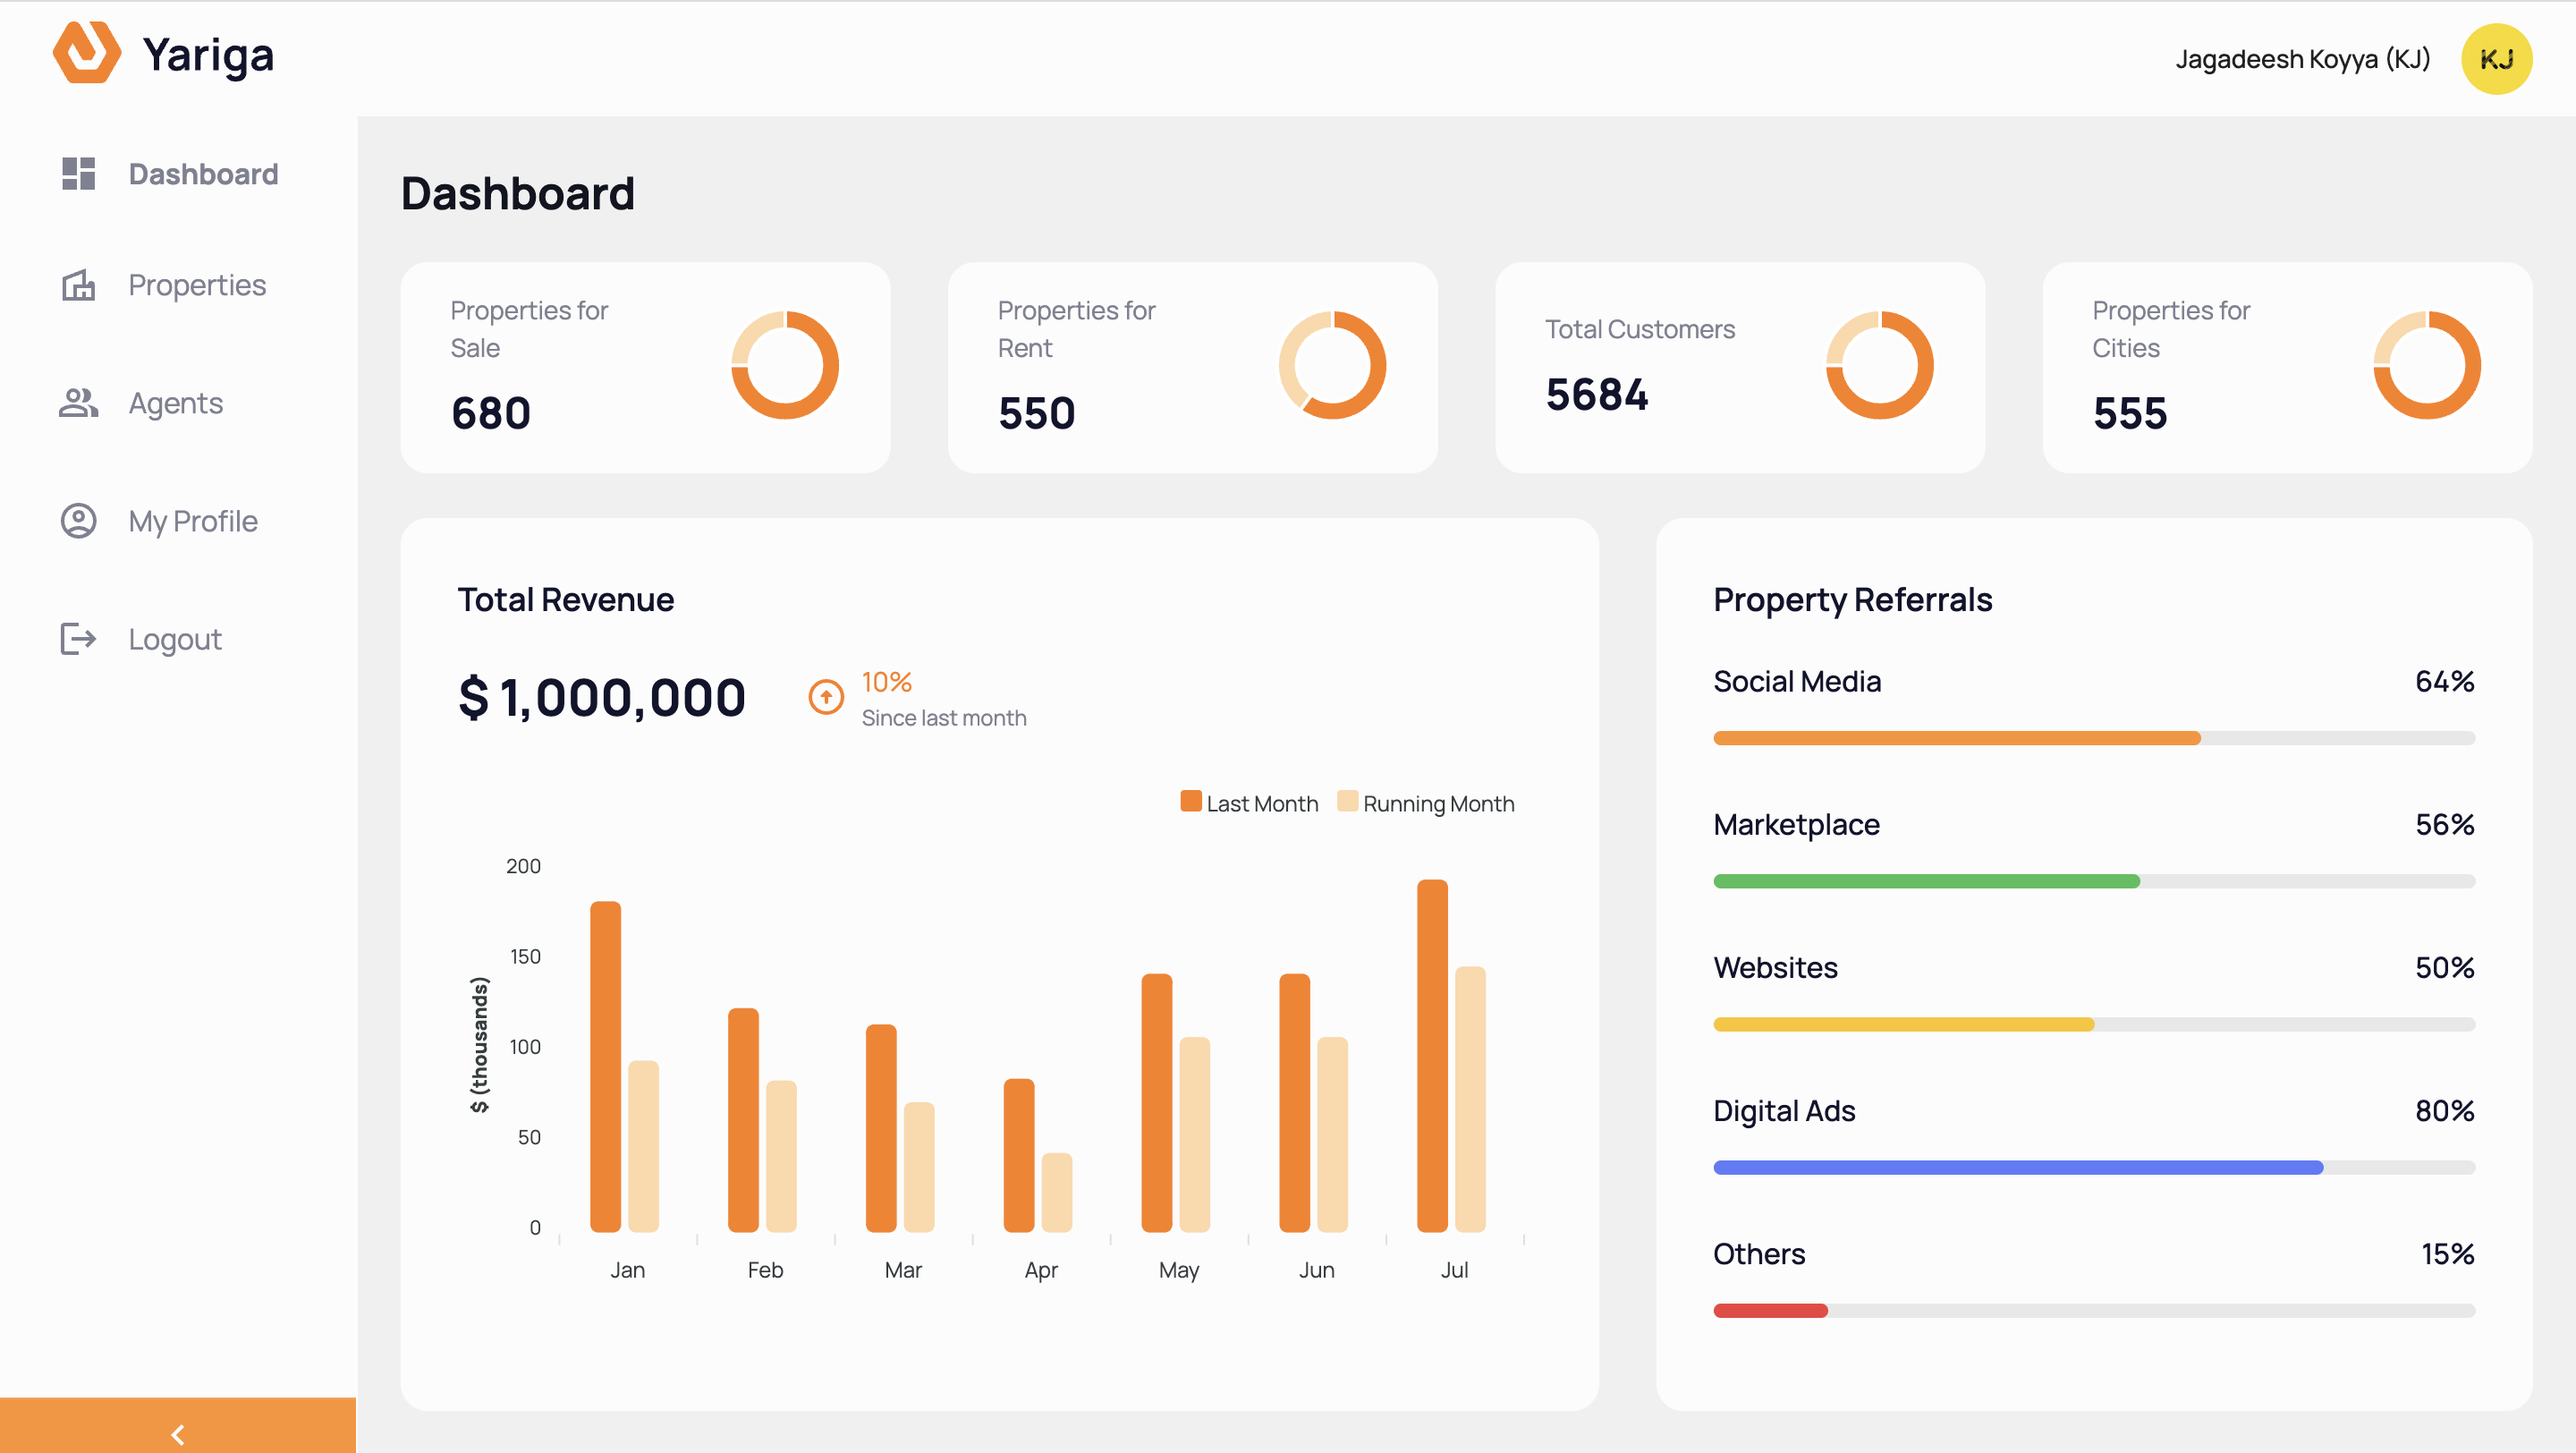 Yariga
Jagadeesh Koyya (KJ)
KJ
Dashboard
Properties
Agents
My Profile
Logout
Dashboard
Properties for
Sale
680
Properties for
Rent
550
Total Customers
5684
Properties for
Cities
555
Total Revenue
$ 1,000,000
10%
Since last month
Last Month
Running Month
$ (thousands)
200
150
100
50
0
Jan
Feb
Mar
Apr
May
Jun
Jul
Property Referrals
Social Media
64%
Marketplace
56%
Websites
50%
Digital Ads
80%
Others
15%